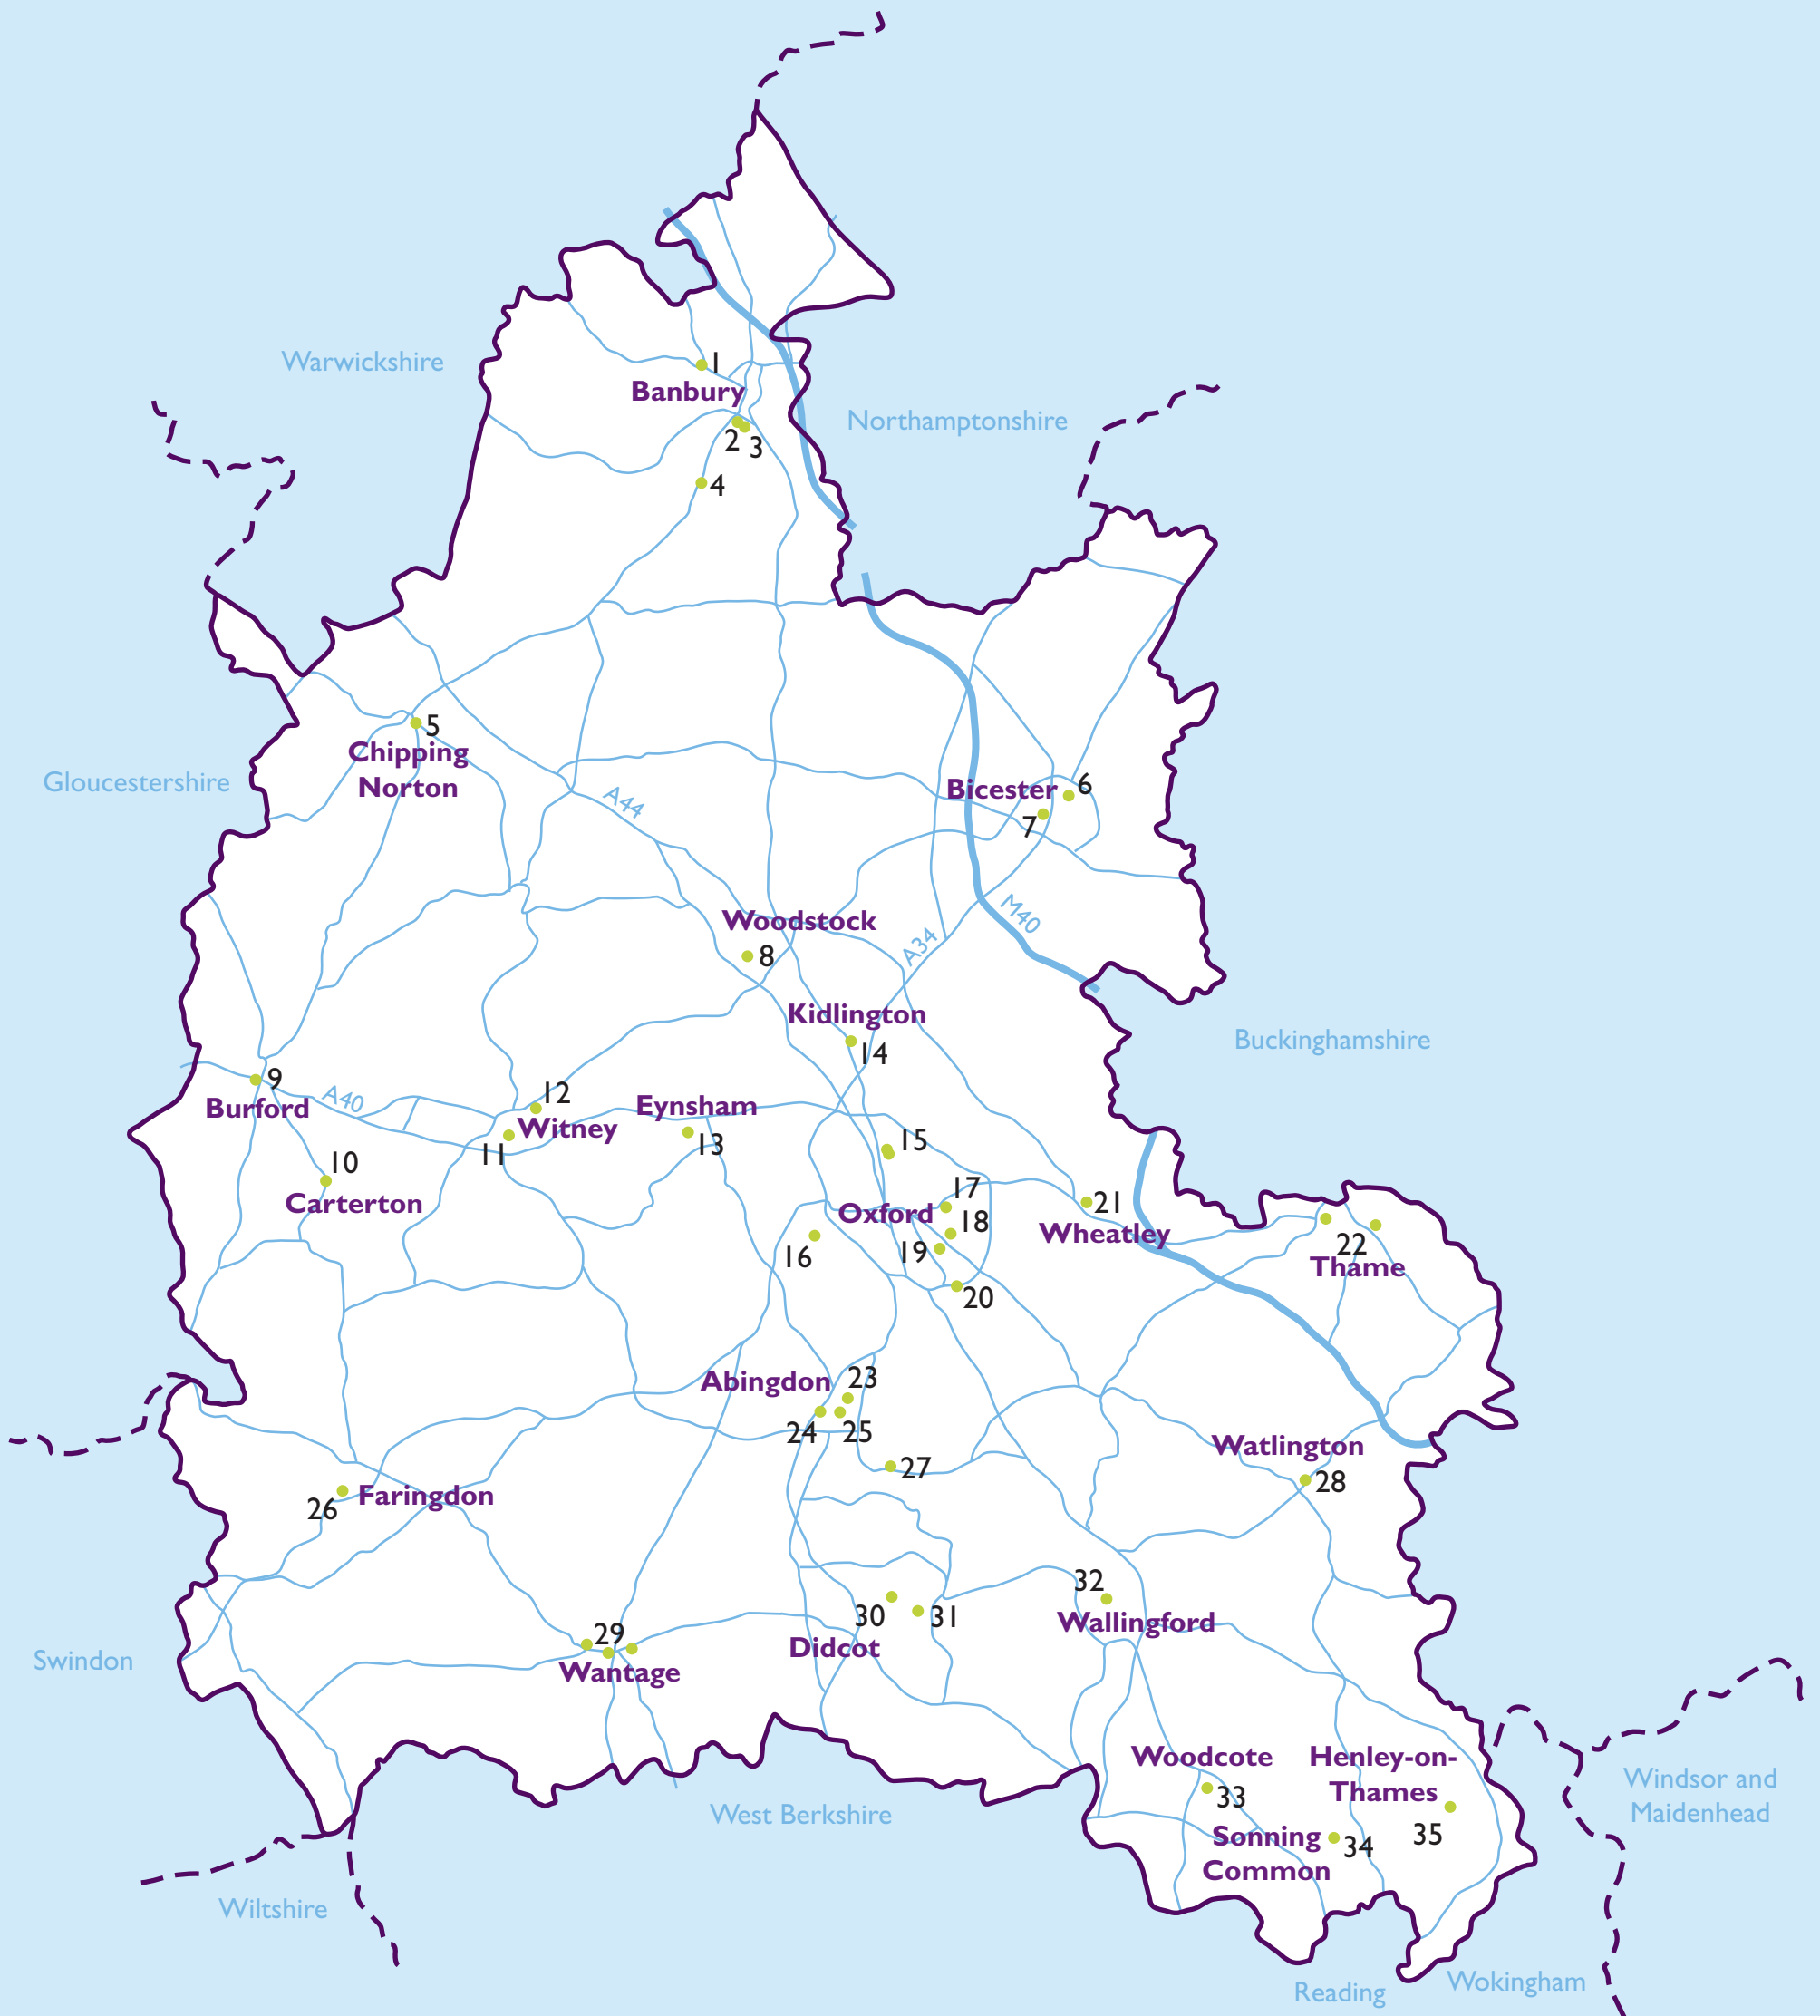 Warwickshire
1
Banbury
Northamptonshire
2
3
4
5
Chipping
Norton
Gloucestershire
A44
Bicester
6
7
Woodstock
M40
8
A34
Kidlington
Buckinghamshire
14
9
A40
12
Eynsham
Burford
Witney
13
15
11
10
Carterton
17
Oxford
18
21
Wheatley
16
19
22
Thame
20
Abingdon
23
24
25
Watlington
27
28
26
Faringdon
32
30
31
Wallingford
29
Didcot
Swindon
Wantage
Woodcote
Henley-on-
Thames
33
Windsor and
Maidenhead
West Berkshire
Sonning
Common
34
35
Wiltshire
Wokingham
Reading